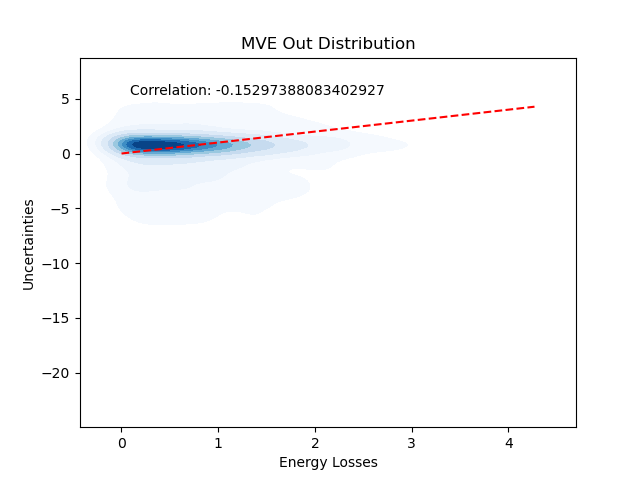 MVE Out Distribution
Correlation: -0.15297388083402927
5
0
−5
−10
−15
−20
Uncertainties
0 1 2 3 4
Energy Losses